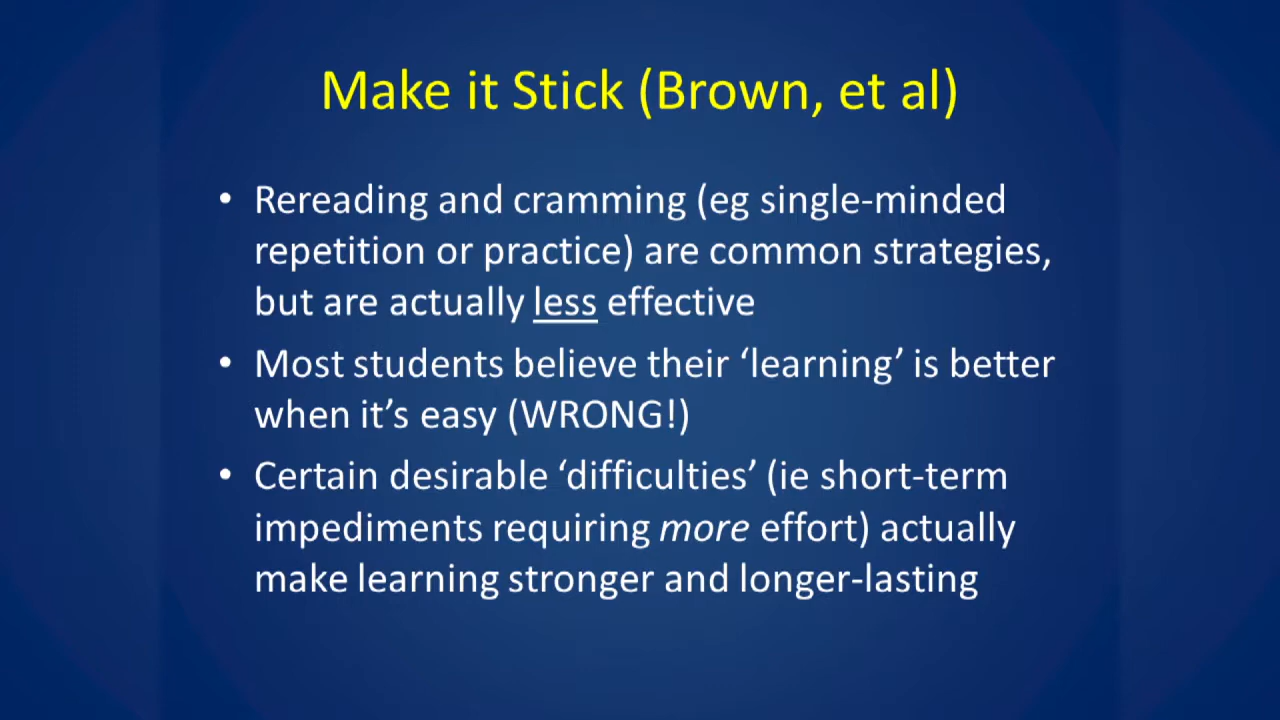 Make it Stick (Brown, et al)
• Rereading and cramming (eg single-minded
repetition or practice) are common strategies,
but are actually less effective
• Most students believe their ‘learning’ is better
when it’s easy (WRONG!)
• Certain desirable ‘difficulties’ (ie short-term
impediments requiring more effort) actually
make learning stronger and longer-lasting